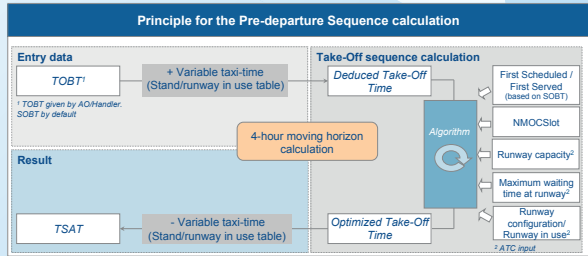 Principle for the Pre-departure Sequence calculation
Entry data
TOBT¹
¹ TOBT given by AO/Handler.
SOBT by default
+ Variable taxi-time
(Stand/runway in use table)
Take-Off sequence calculation
Deduced Take-Off
Time
First Scheduled /
First Served
(based on SOBT)
Algorithm
NMOCSlot
4-hour moving horizon
calculation
Runway capacity²
Maximum waiting
time at runway²
Result
TSAT
- Variable taxi-time
(Stand/runway in use table)
Optimized Take-Off
Time
Runway
configuration/
Runway in use²
² ATC input